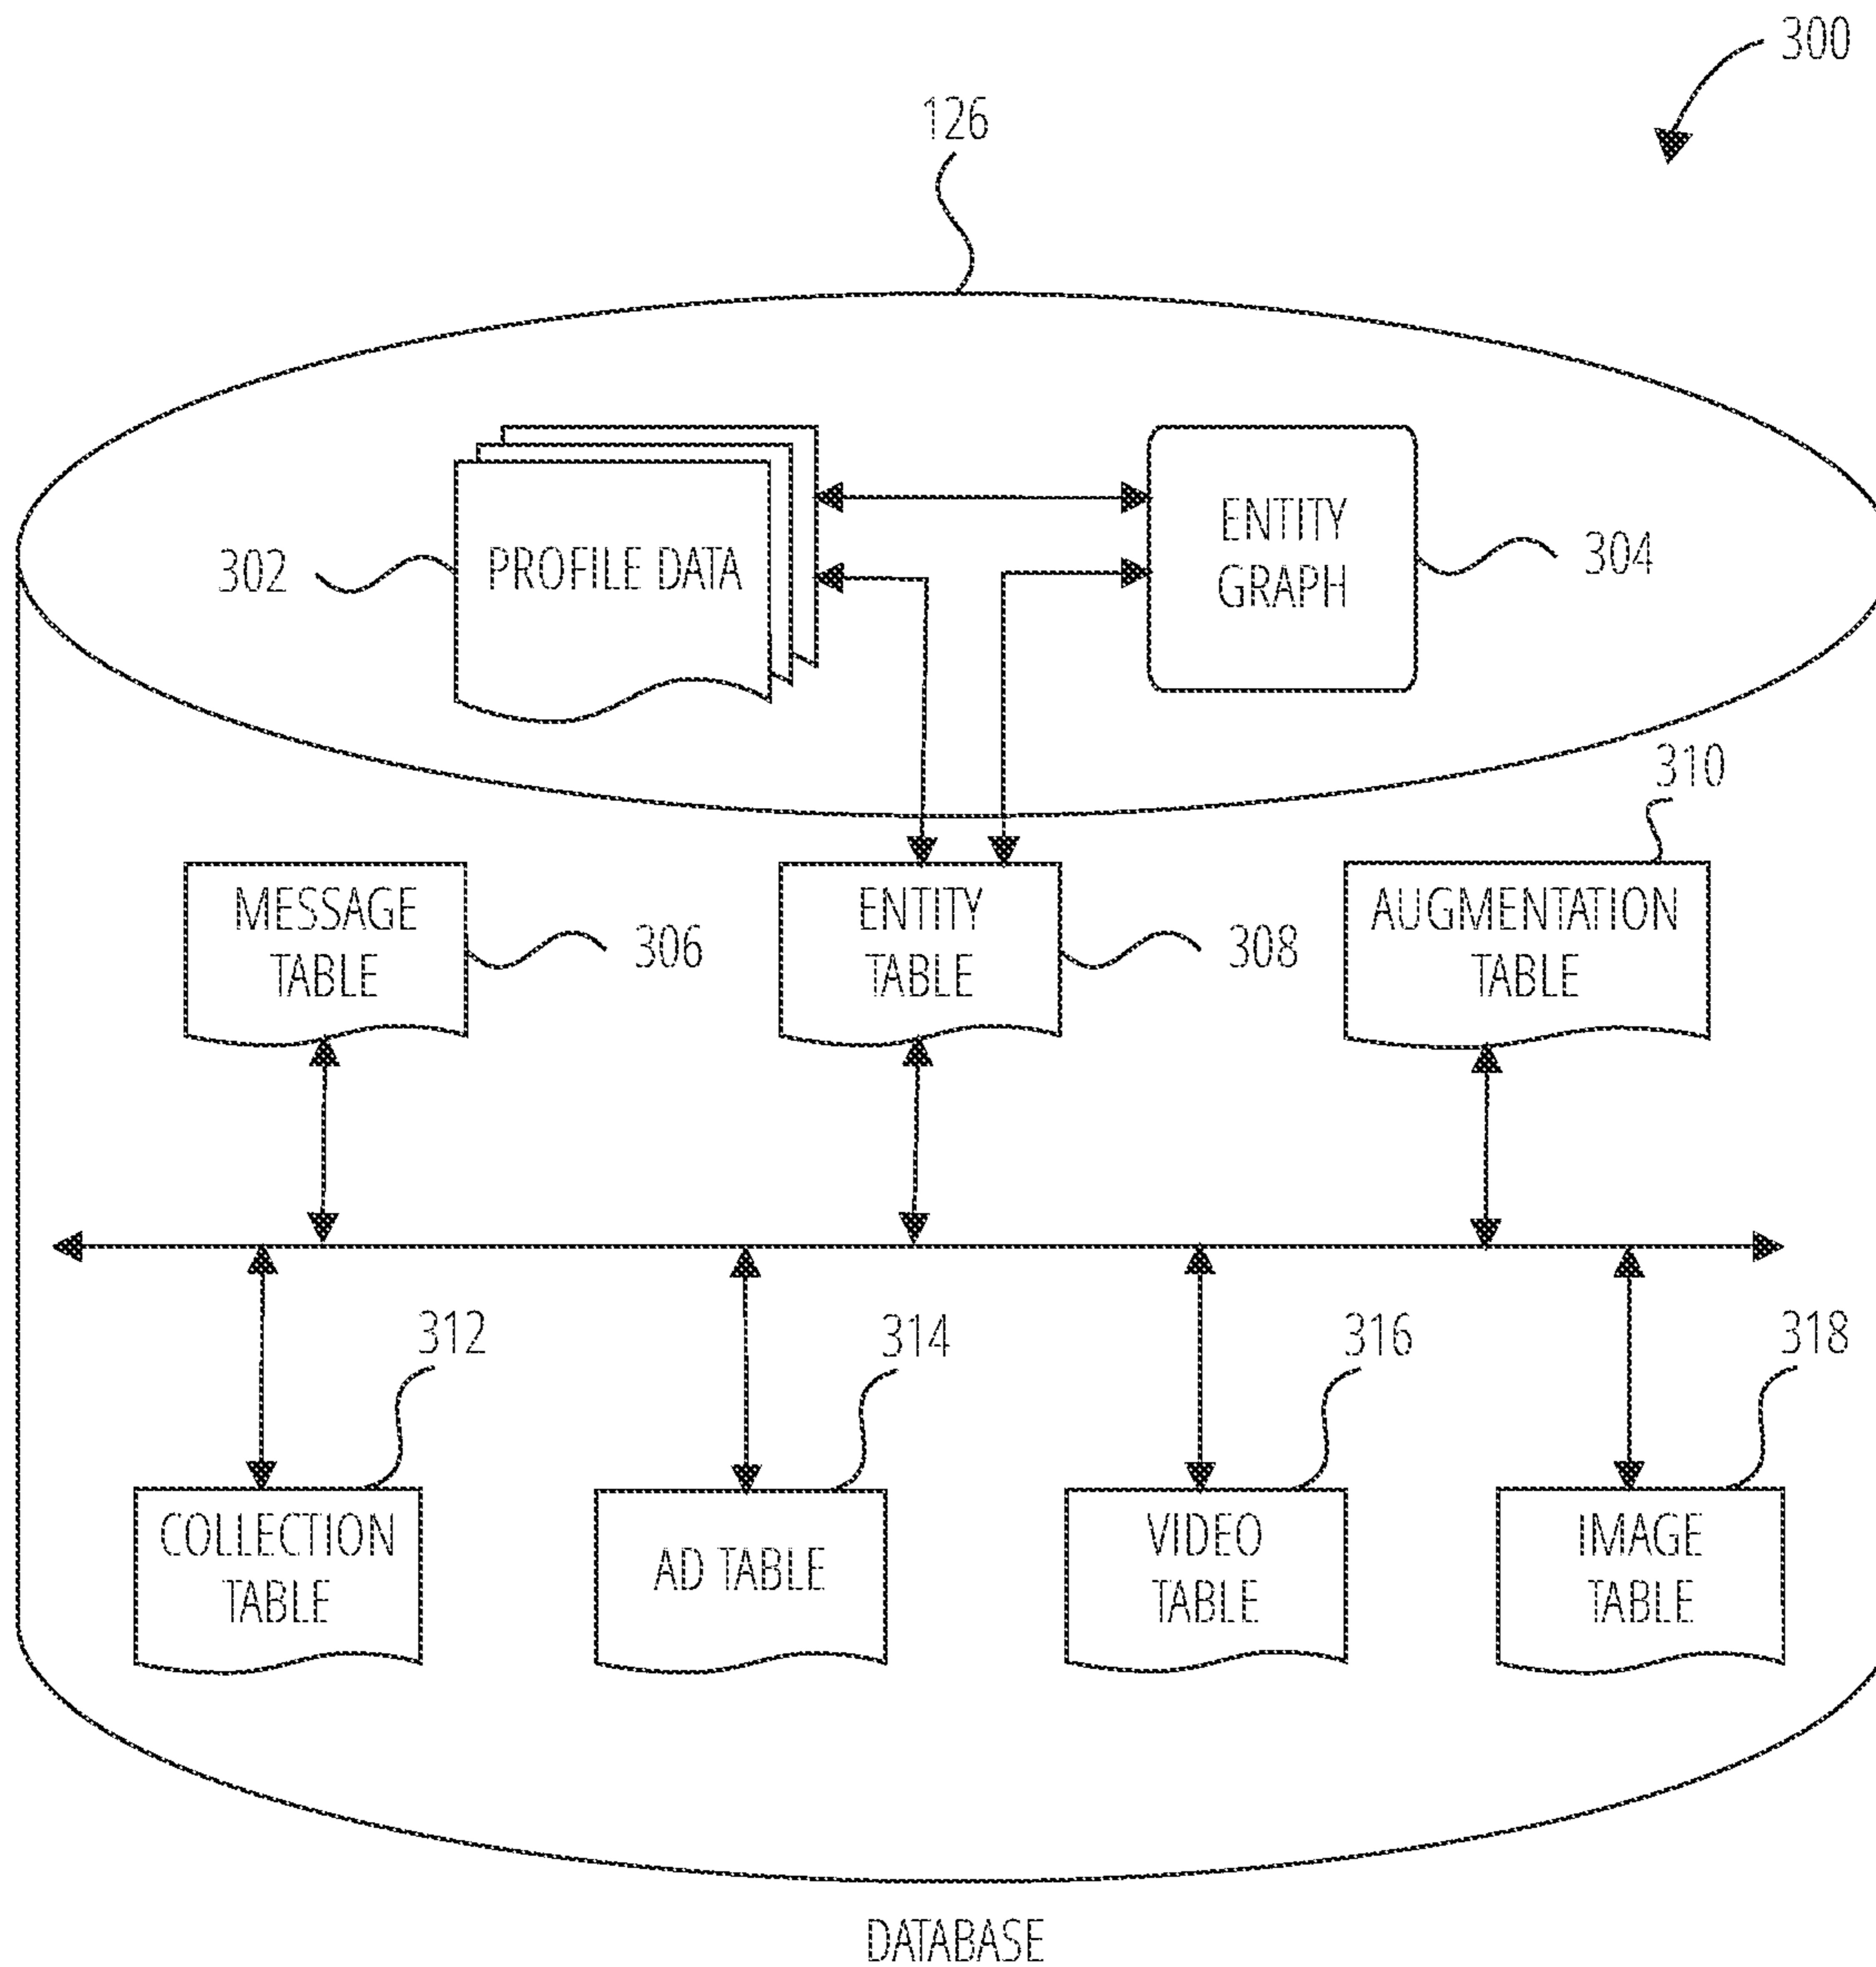 300
126
302
PROFILE DATA
ENTITY
GRAPH
304
310
MESSAGE
TABLE
306
ENTITY
TABLE
308
AUGMENTATION
TABLE
312
314
316
318
COLLECTION
TABLE
AD TABLE
VIDEO
TABLE
IMAGE
TABLE
DATABASE